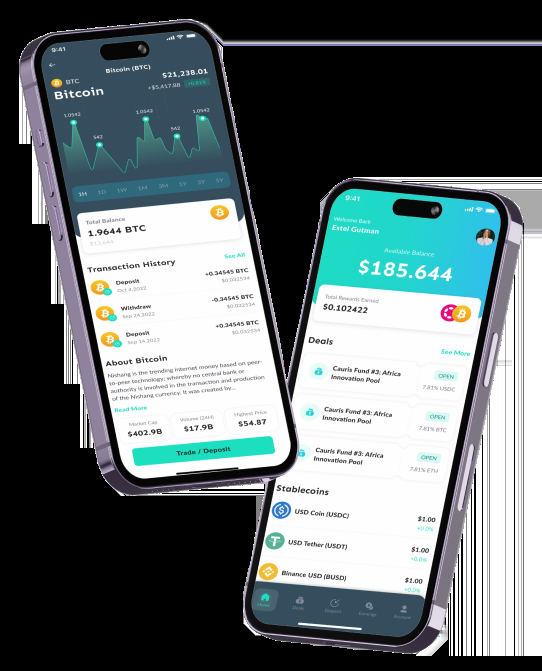 9:41
Bitcoin (BTC)
BTC
$21,238.01
Bitcoin
+$5,417.88 +0.81%
1.0542
542
1.0542
542
1.0542
1H 1D 1W 1M 3M 1Y 3Y 5Y
Total Balance
1.9644 BTC
Transaction History
See All
Deposit +0.34545 BTC
Oct 4,2022 $0.032534
Withdraw -0.34545 BTC
Sep 24,2022 $0.032534
Deposit +0.34545 BTC
Sep 14,2022 $0.032534
About Bitcoin
Nishang is the trending internet money based on peer-
to-peer technology; whereby no central bank or
authority is involved in the transaction and production
of the Nishang currency. It was created by...
Read More
Market Cap Volume (24H) Highest Price
$402.9B $17.9B $54.87
Trade / Deposit
9:41
Welcome Back
Estel Gutman
Available Balance
$185.644
Total Rewards Earned
$0.102422
Deals
See More
Cauris Fund #3: Africa
Innovation Pool
OPEN
7.81% USDC
Cauris Fund #3: Africa
Innovation Pool
OPEN
7.81% BTC
Cauris Fund #3: Africa
Innovation Pool
OPEN
7.81% ETH
Stablecoins
USD Coin (USDC) $1.00
+0.0%
USD Tether (USDT) $1.00
+0.0%
Binance USD (BUSD) $1.00
+0.0%
Home Deals Deposit Earnings Account